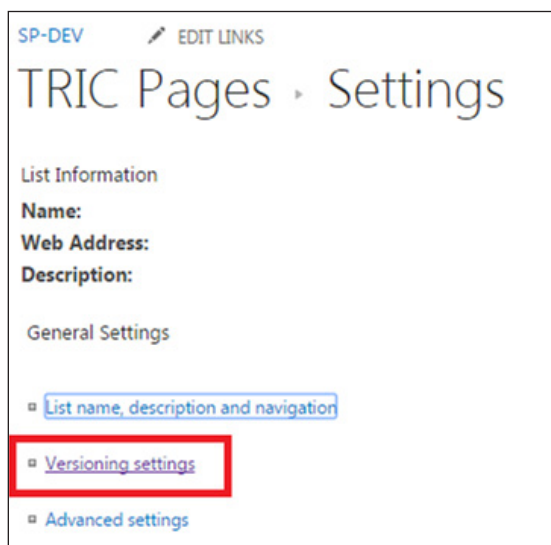 SP-DEV EDIT LINKS
TRIC Pages ▸ Settings
List Information
Name:
Web Address:
Description:
General Settings
List name, description and navigation
Versioning settings
Advanced settings